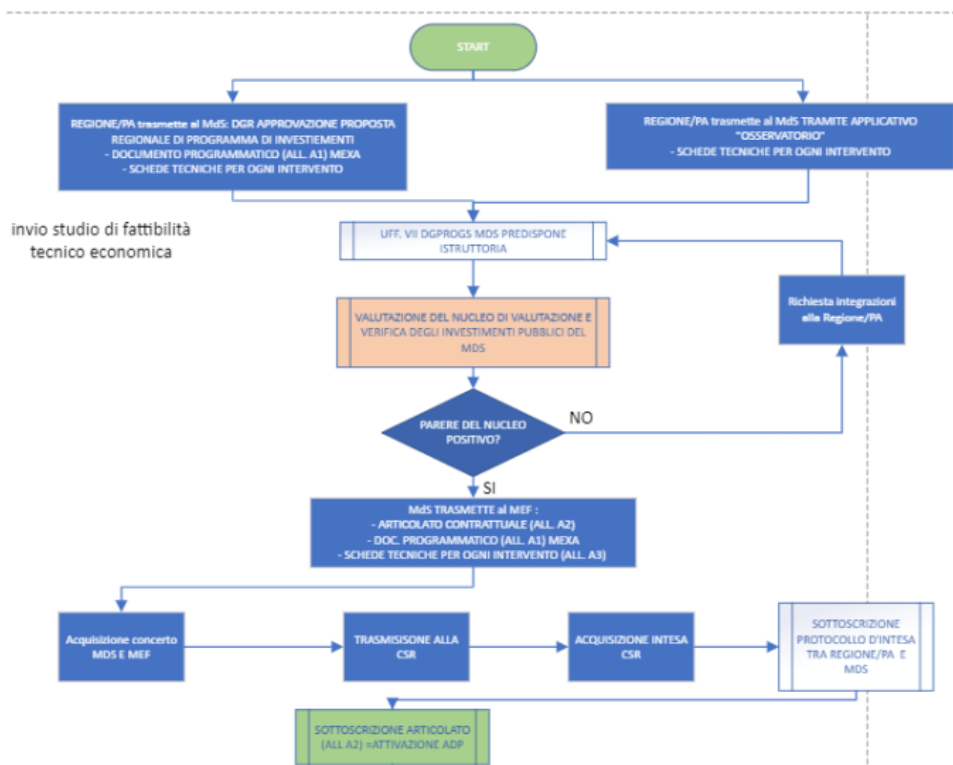 START
REGIONE/PA trasmette al MdS: DGR APPROVAZIONE PROPOSTA
REGIONALE DI PROGRAMMA DI INVESTIEMENTI
- DOCUMENTO PROGRAMMATICO (ALL. A1) MEXA
- SCHEDE TECNICHE PER OGNI INTERVENTO
REGIONE/PA trasmette al MdS TRAMITE APPLICATIVO
"OSSERVATORIO"
- SCHEDE TECNICHE PER OGNI INTERVENTO
invio studio di fattibilità
tecnico economica
UFF. VII DGPROGS MDS PREDISPONE
ISTRUTTORIA
Richiesta integrazioni
alla Regione/PA
VALUTAZIONE DEL NUCLEO DI VALUTAZIONE E
VERIFICA DEGLI INVESTIMENTI PUBBLICI DEL
MDS
PARERE DEL NUCLEO
POSITIVO?
NO
SI
MdS TRASMETTE al MEF :
- ARTICOLATO CONTRATTUALE (ALL. A2)
- DOC. PROGRAMMATICO (ALL. A1) MEXA
- SCHEDE TECNICHE PER OGNI INTERVENTO (ALL. A3)
Acquisizione concerto
MDS E MEF
TRASMISISONE ALLA
CSR
ACQUISIZIONE INTESA
CSR
SOTTOSCRIZIONE
PROTOCOLLO D'INTESA
TRA REGIONE/PA E
MDS
SOTTOSCRIZIONE ARTICOLATO
(ALL A2) =ATTIVAZIONE ADP